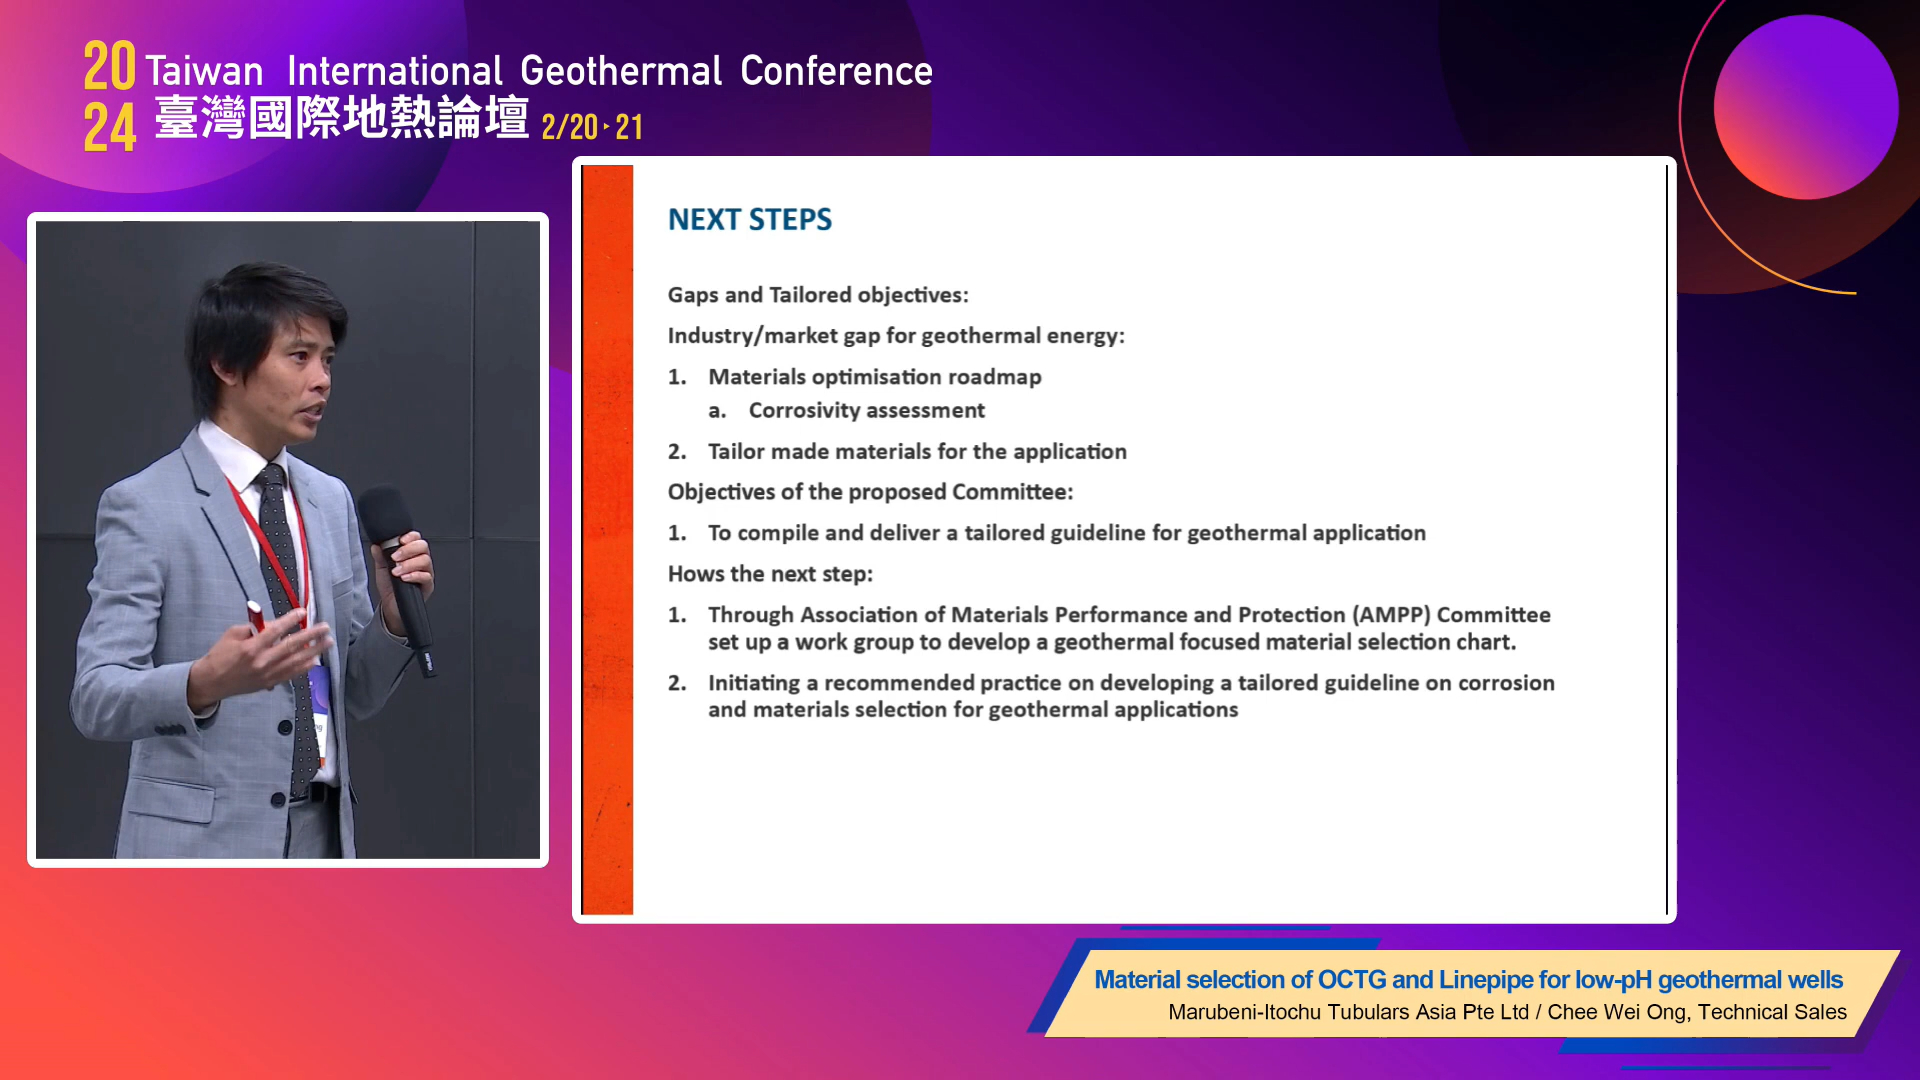 2024 Taiwan International Geothermal Conference
臺灣國際地熱論壇 2/20▸21
NEXT STEPS
Gaps and Tailored objectives:
Industry/market gap for geothermal energy:
1. Materials optimisation roadmap
a. Corrosivity assessment
2. Tailor made materials for the application
Objectives of the proposed Committee:
1. To compile and deliver a tailored guideline for geothermal application
Hows the next step:
1. Through Association of Materials Performance and Protection (AMPP) Committee
set up a work group to develop a geothermal focused material selection chart.
2. Initiating a recommended practice on developing a tailored guideline on corrosion
and materials selection for geothermal applications
Material selection of OCTG and Linepipe for low-pH geothermal wells
Marubeni-Itochu Tubulars Asia Pte Ltd / Chee Wei Ong, Technical Sales